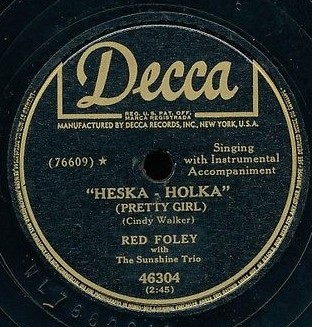 Decca
REG. U.S. PAT. OFF.
MARCA REGISTRADA
MANUFACTURED BY DECCA RECORDS, INC., NEW YORK, U.S.A.
(76609) ★
Singing
with Instrumental
Accompaniment
"HESKA - HOLKA"
(PRETTY GIRL)
(Cindy Walker)
RED FOLEY
with
The Sunshine Trio
46304
(2:45)